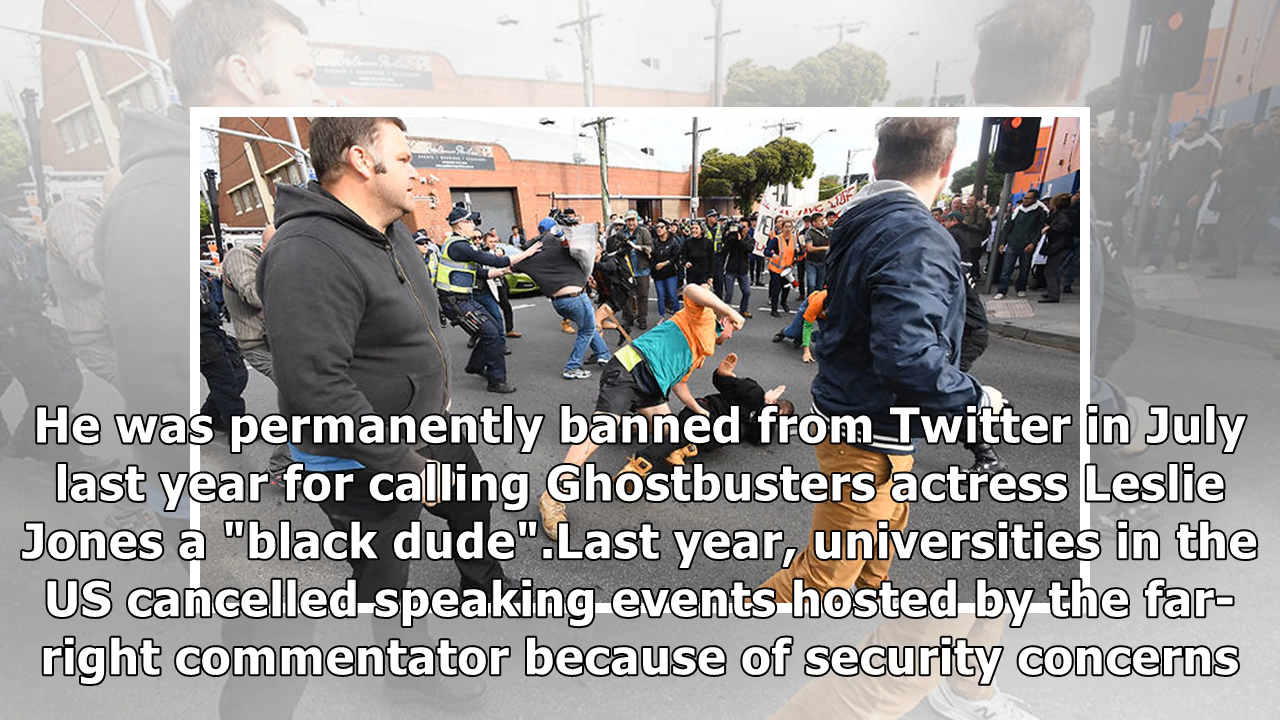 He was permanently banned from Twitter in July
last year for calling Ghostbusters actress Leslie
Jones a "black dude".Last year, universities in the
US cancelled speaking events hosted by the far-
right commentator because of security concerns